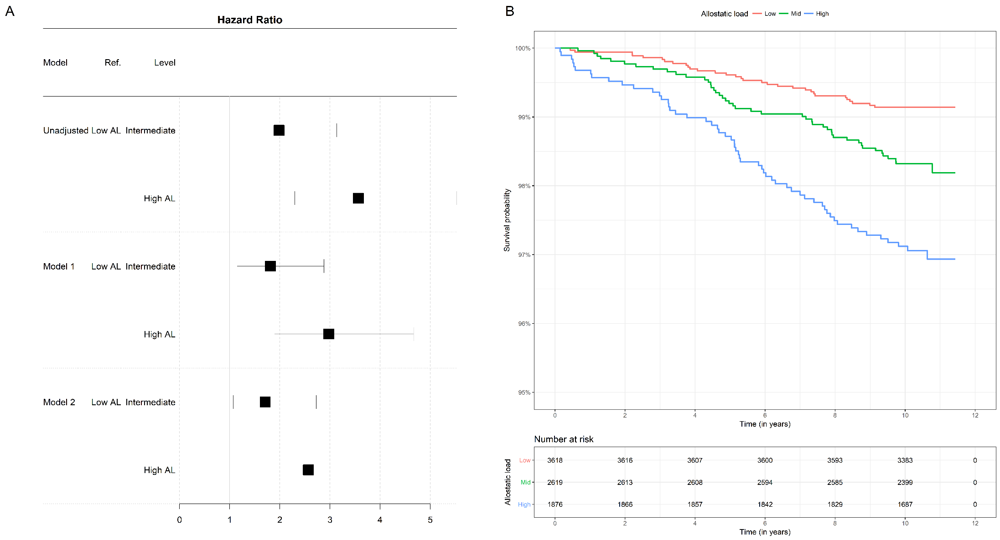 A
Hazard Ratio
Model Ref. Level
Unadjusted Low AL Intermediate
High AL
Model 1 Low AL Intermediate
High AL
Model 2 Low AL Intermediate
High AL
0 1 2 3 4 5
B
Allostatic load Low Mid High
100%
99%
98%
97%
96%
95%
Survival probability
0 2 4 6 8 10 12
Time (in years)
Number at risk
Allostatic load
Low 3618 3616 3607 3600 3593 3383 0
Mid 2619 2613 2608 2594 2585 2399 0
High 1876 1866 1857 1842 1829 1687 0
0 2 4 6 8 10 12
Time (in years)